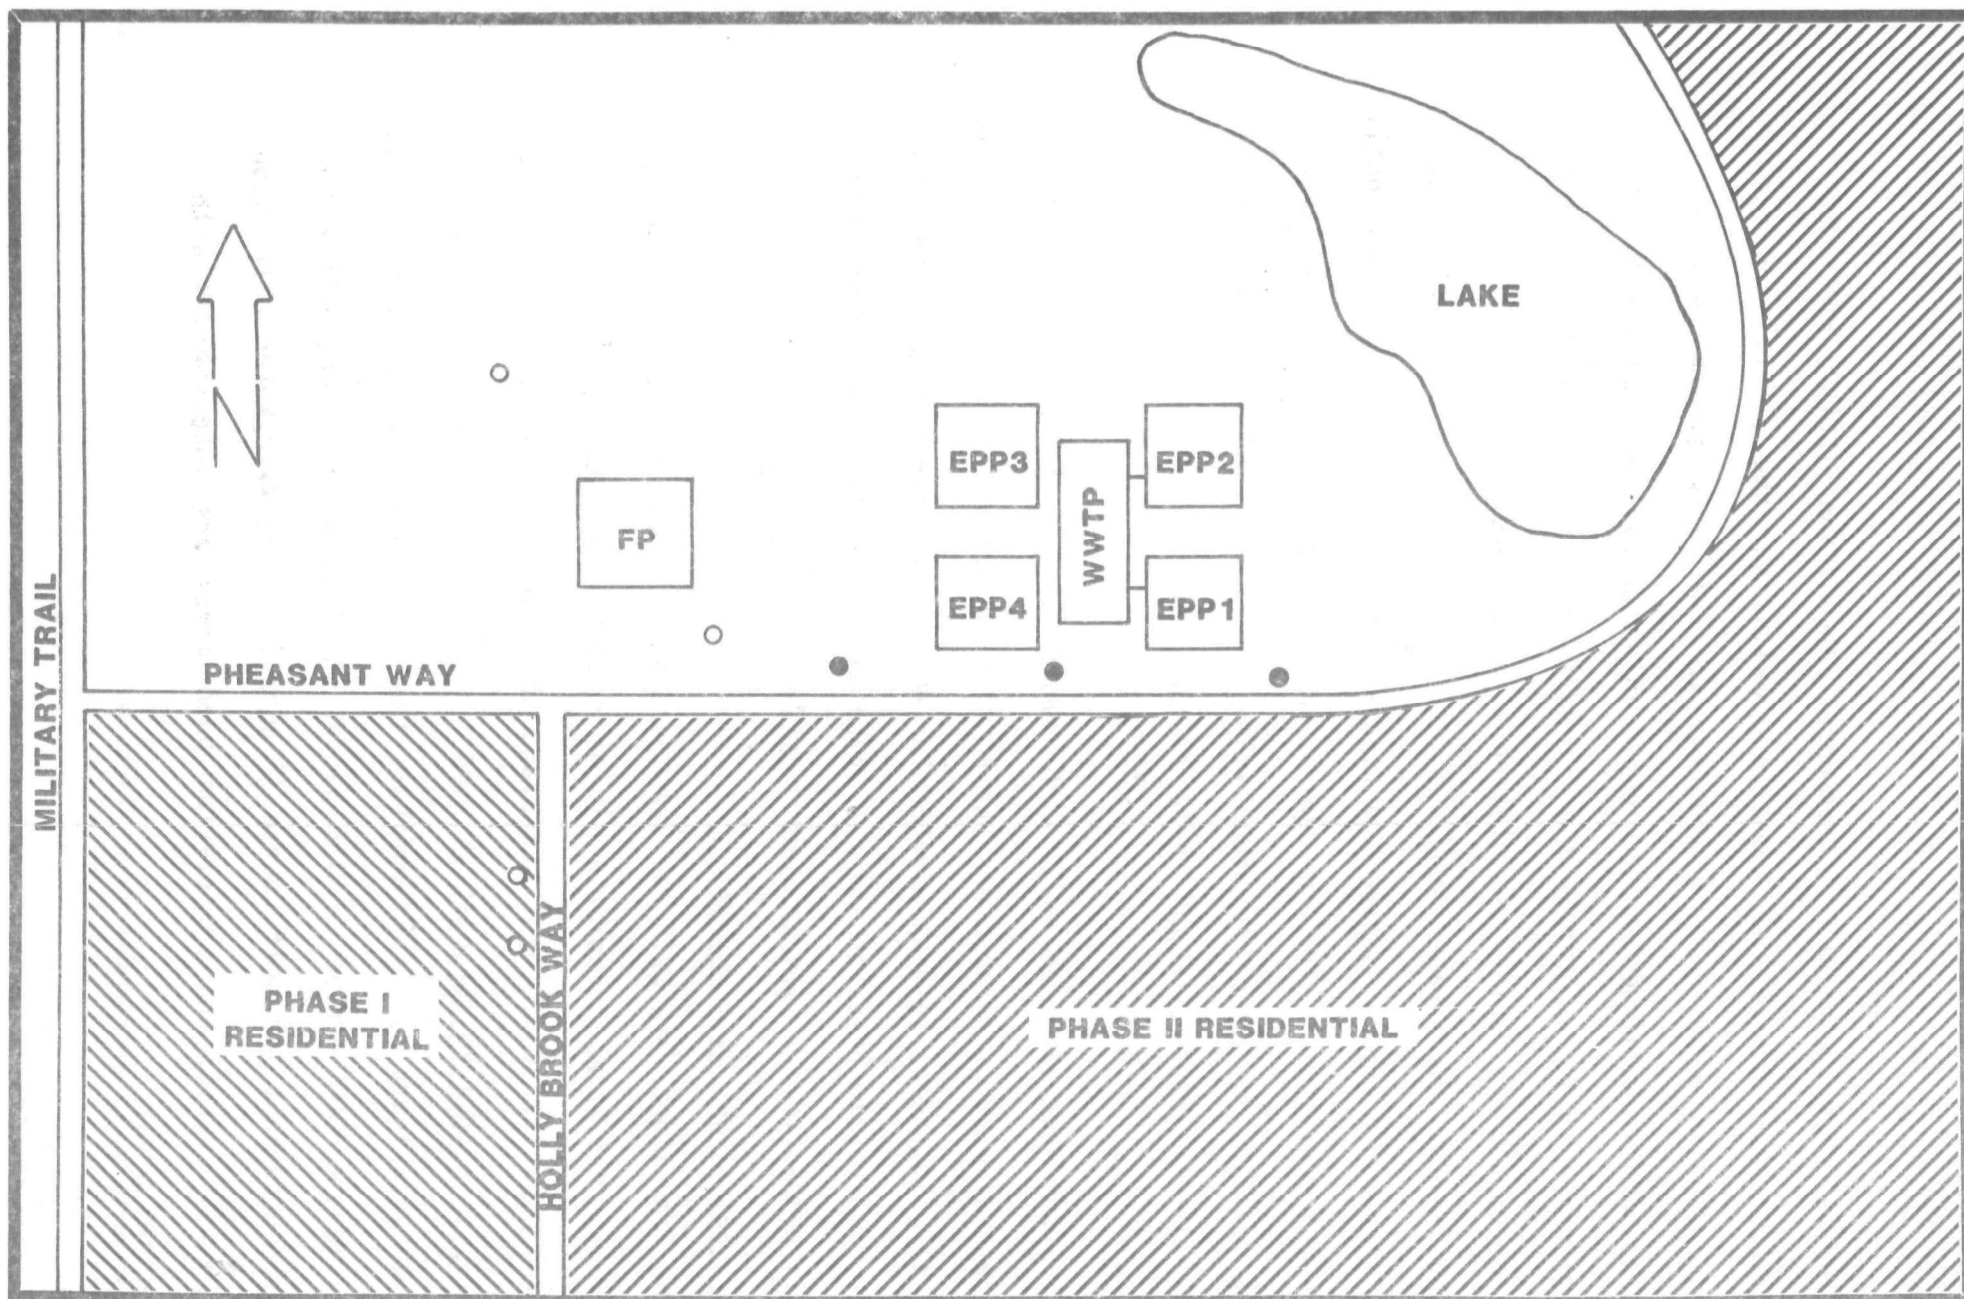 LAKE
N
EPP3
EPP2
WWTP
FP
EPP4
EPP1
MILITARY TRAIL
PHEASANT WAY
HOLLY BROOK WAY
PHASE I
RESIDENTIAL
PHASE II RESIDENTIAL